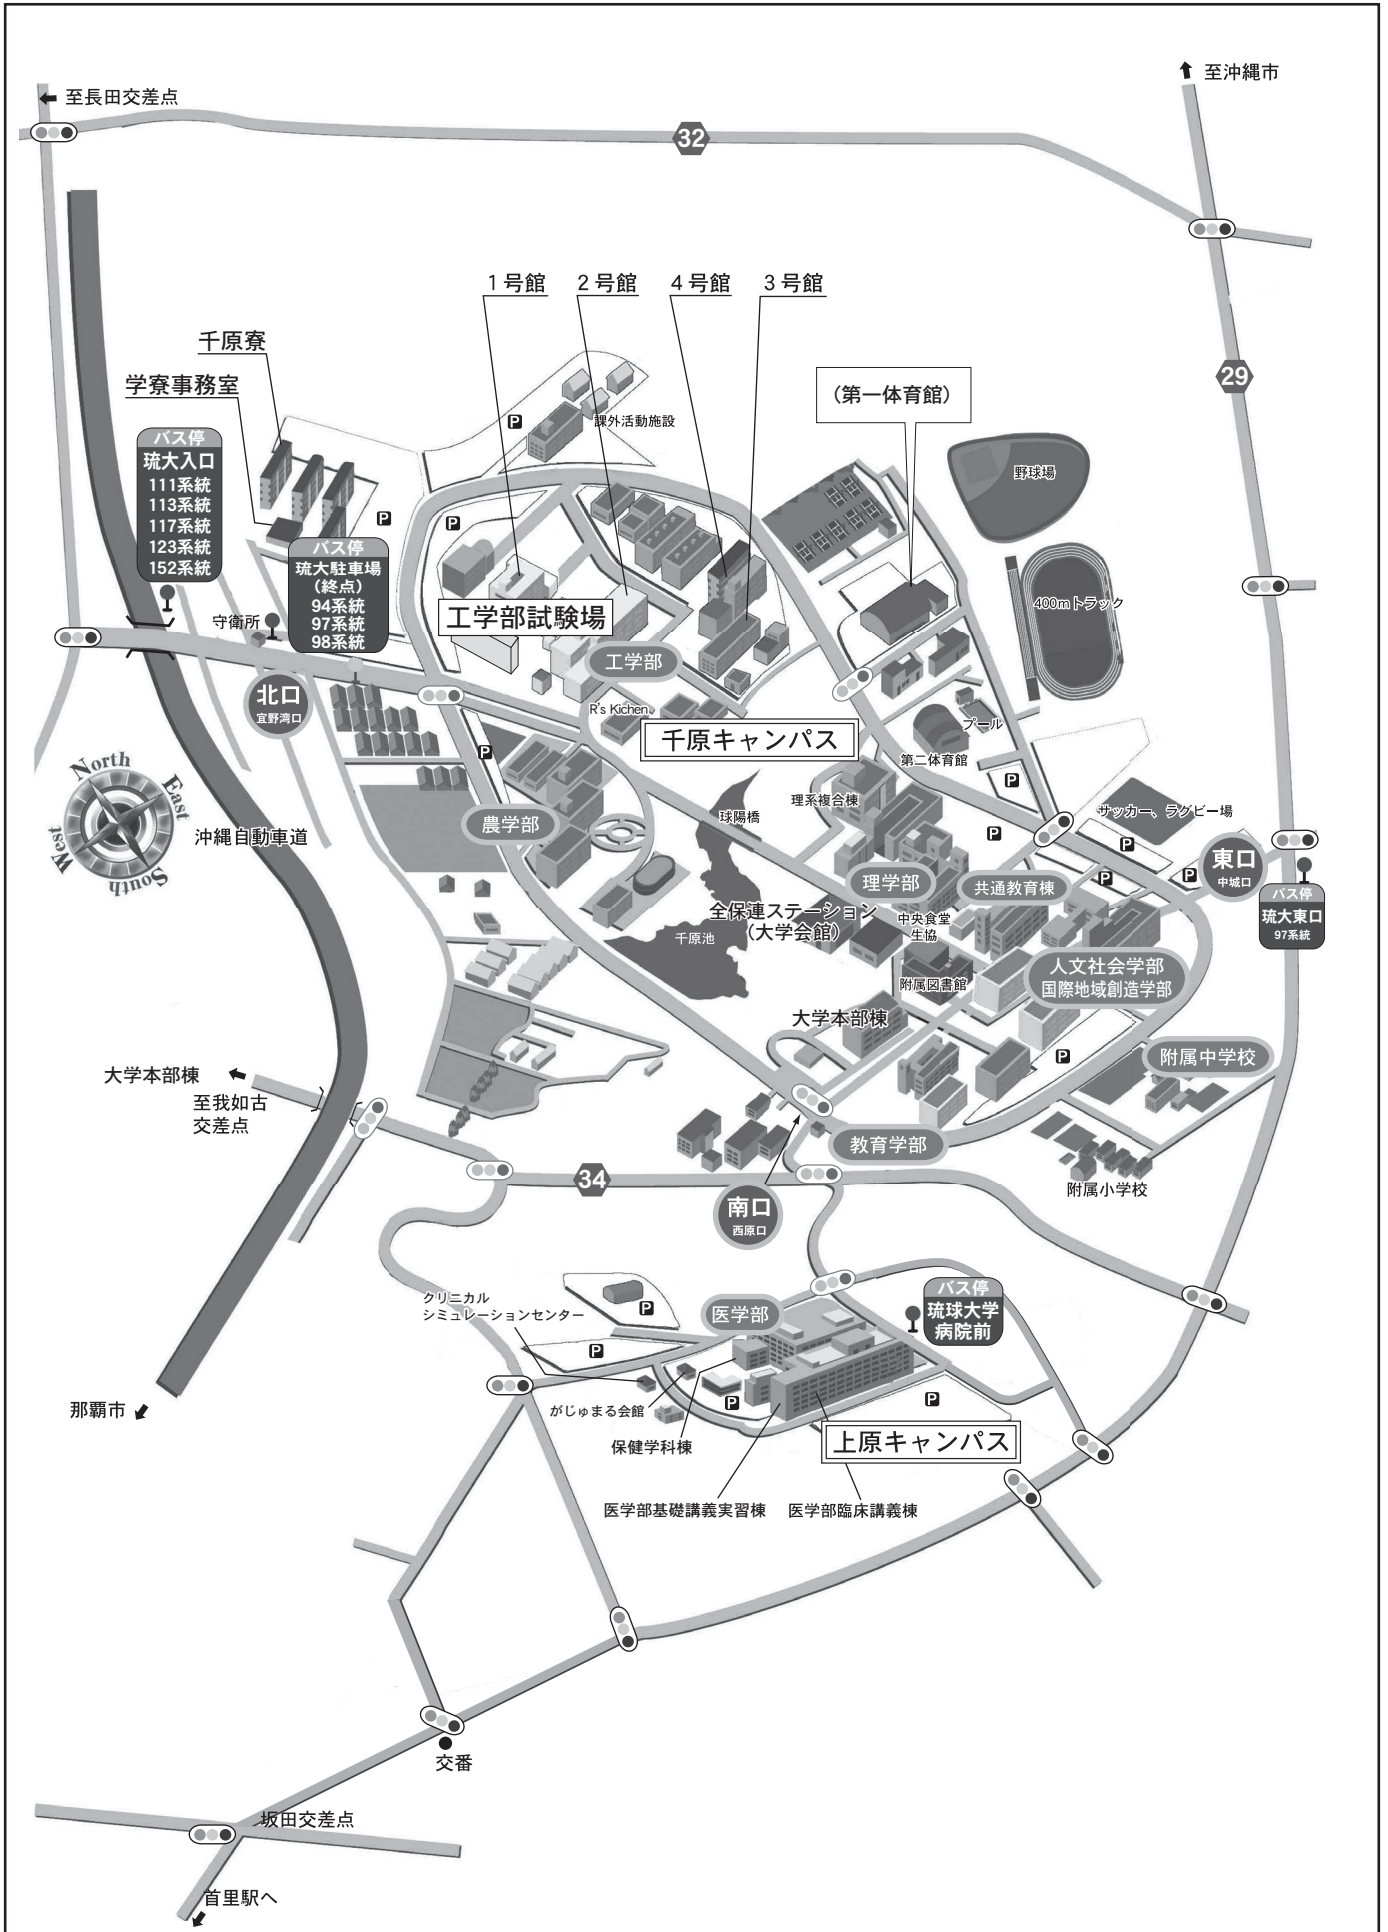 至沖縄市
至長田交差点
32
29
1号館
2号館
4号館
3号館
千原寮
学寮事務室
(第一体育館)
課外活動施設
野球場
バス停
琉大入口
111系統
113系統
117系統
123系統
152系統
バス停
琉大駐車場
(終点)
94系統
97系統
98系統
守衛所
400mトラック
工学部試験場
工学部
北口
宜野湾口
R's Kichen
千原キャンパス
プール
第二体育館
North
East
South
West
沖縄自動車道
農学部
球陽橋
理系複合棟
サッカー、ラグビー場
東口
中城口
理学部
共通教育棟
バス停
琉大東口
97系統
全保連ステーション
(大学会館)
中央食堂
生協
千原池
附属図書館
人文社会学部
国際地域創造学部
大学本部棟
附属中学校
大学本部棟
至我如古
交差点
教育学部
34
南口
西原口
附属小学校
クリニカル
シミュレーションセンター
医学部
バス停
琉球大学
病院前
那覇市
がじゅまる会館
保健学科棟
上原キャンパス
医学部基礎講義実習棟
医学部臨床講義棟
交番
坂田交差点
首里駅へ
P
P
P
P
P
P
P
P
P
P
P
P
P
P